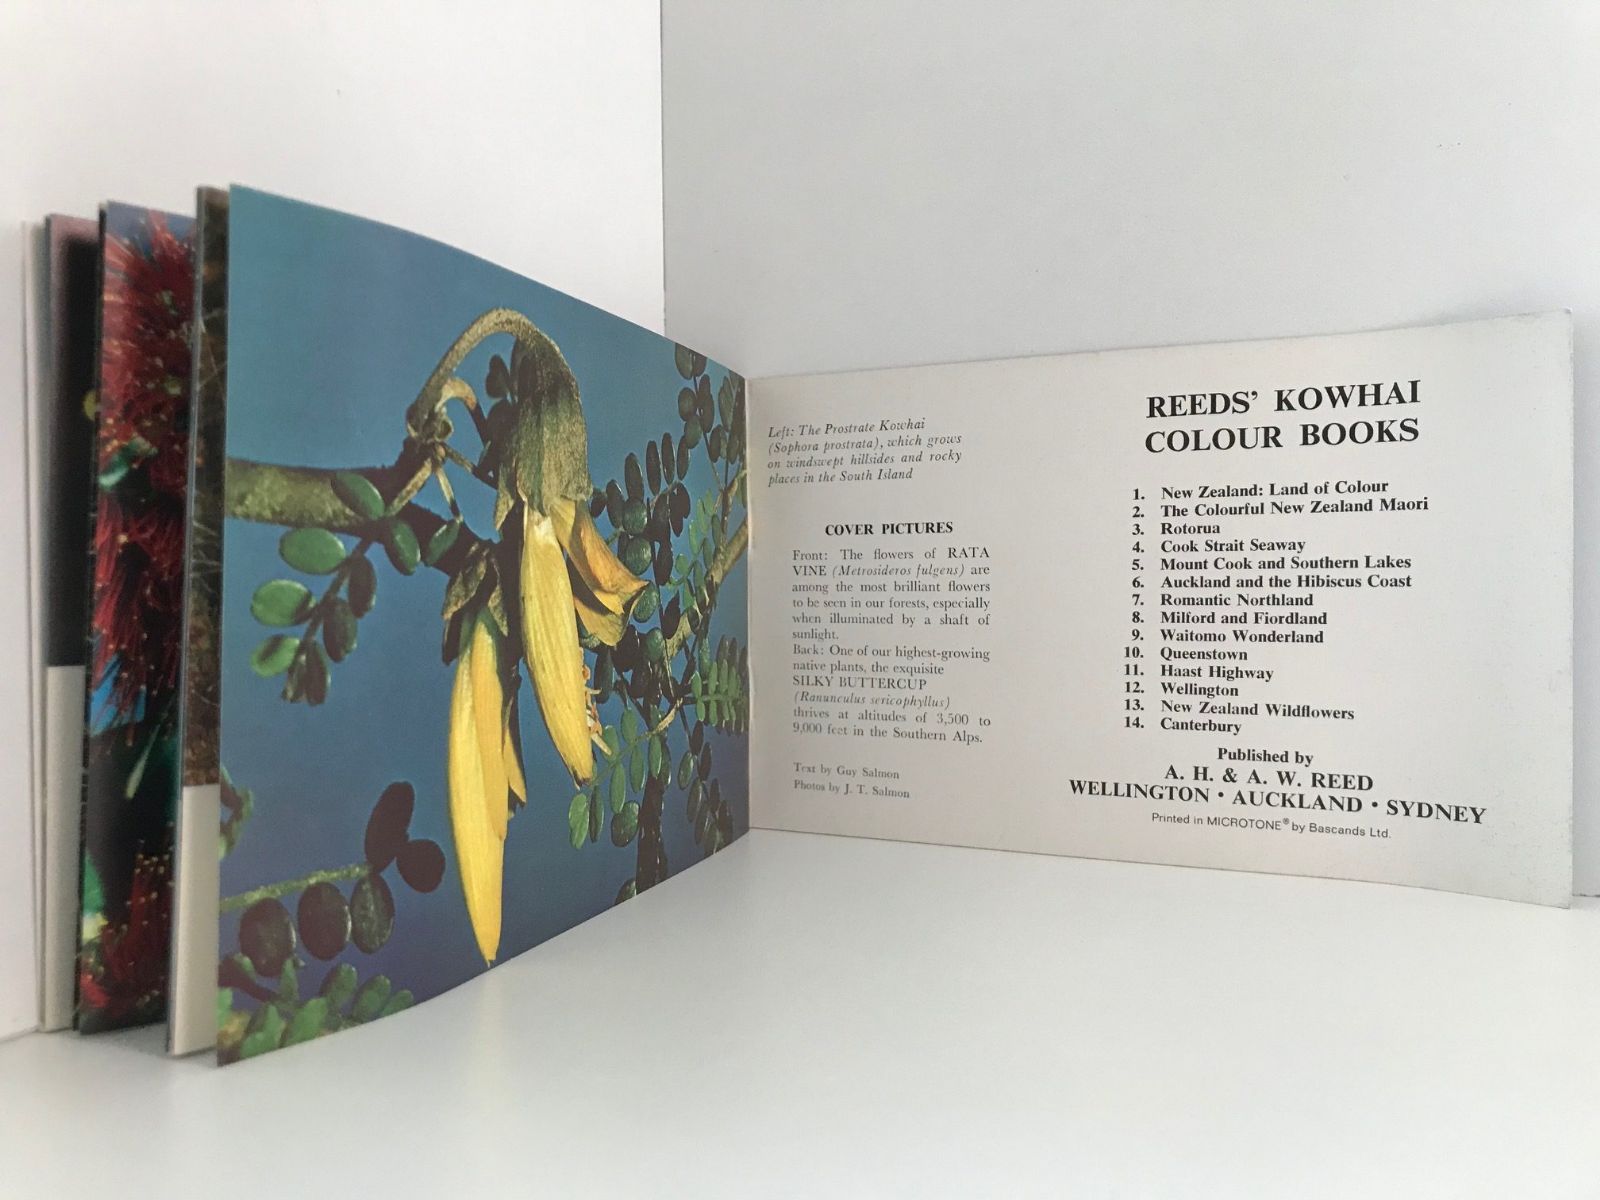 Left: The Prostrate Kowhai
(Sophora prostrata), which grows
on windswept hillsides and rocky
places in the South Island
COVER PICTURES
Front: The flowers of RATA
VINE (Metrosideros fulgens) are
among the most brilliant flowers
to be seen in our forests, especially
when illuminated by a shaft of
sunlight.
Back: One of our highest-growing
native plants, the exquisite
SILKY BUTTERCUP
(Ranunculus sericophyllus)
thrives at altitudes of 3,500 to
9,000 feet in the Southern Alps.
Text by Guy Salmon
Photos by J. T. Salmon
REEDS’ KOWHAI
COLOUR BOOKS
1. New Zealand: Land of Colour
2. The Colourful New Zealand Maori
3. Rotorua
4. Cook Strait Seaway
5. Mount Cook and Southern Lakes
6. Auckland and the Hibiscus Coast
7. Romantic Northland
8. Milford and Fiordland
9. Waitomo Wonderland
10. Queenstown
11. Haast Highway
12. Wellington
13. New Zealand Wildflowers
14. Canterbury
Published by
A. H. & A. W. REED
WELLINGTON • AUCKLAND • SYDNEY
Printed in MICROTONE® by Bascands Ltd.